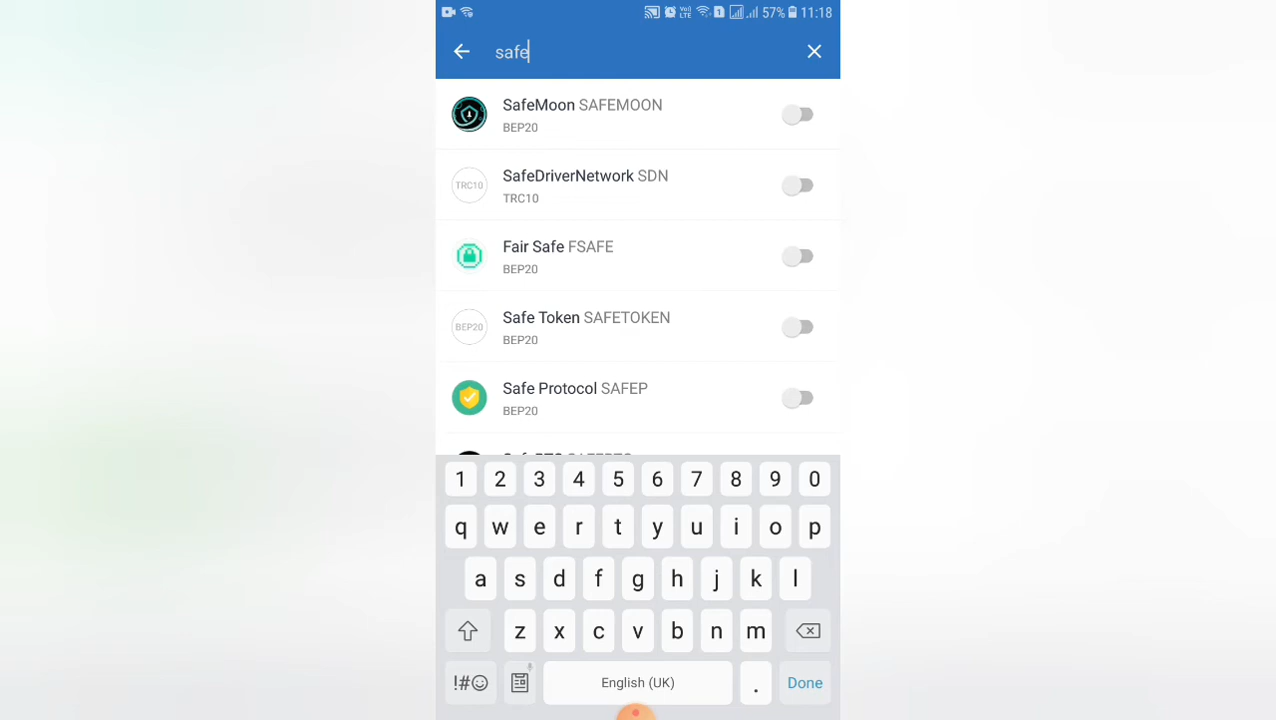 57% 11:18
safe
SafeMoon SAFEMOON
BEP20
TRC10
SafeDriverNetwork SDN
TRC10
Fair Safe FSAFE
BEP20
BEP20
Safe Token SAFETOKEN
BEP20
Safe Protocol SAFEP
BEP20
1 2 3 4 5 6 7 8 9 0
q w e r t y u i o p
a s d f g h j k l
z x c v b n m
!#☺ English (UK) . Done